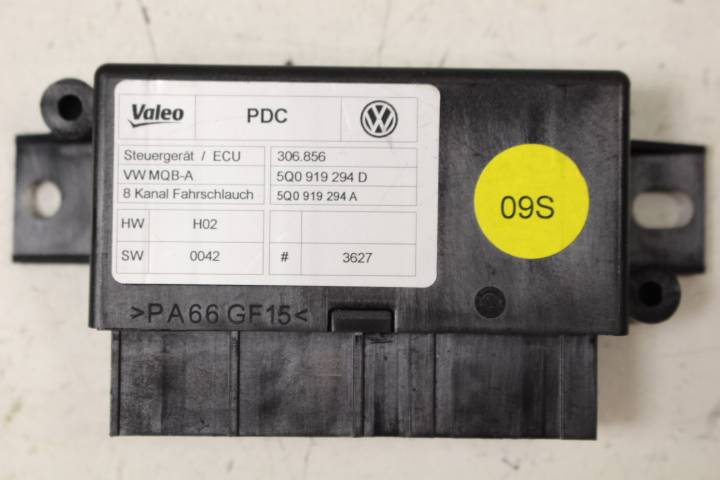 Valeo PDC
Steuergerät / ECU 306.856
VW MQB-A 5Q0 919 294 D
8 Kanal Fahrschlauch 5Q0 919 294 A
HW H02
SW 0042 # 3627
09S
>PA66 GF15<